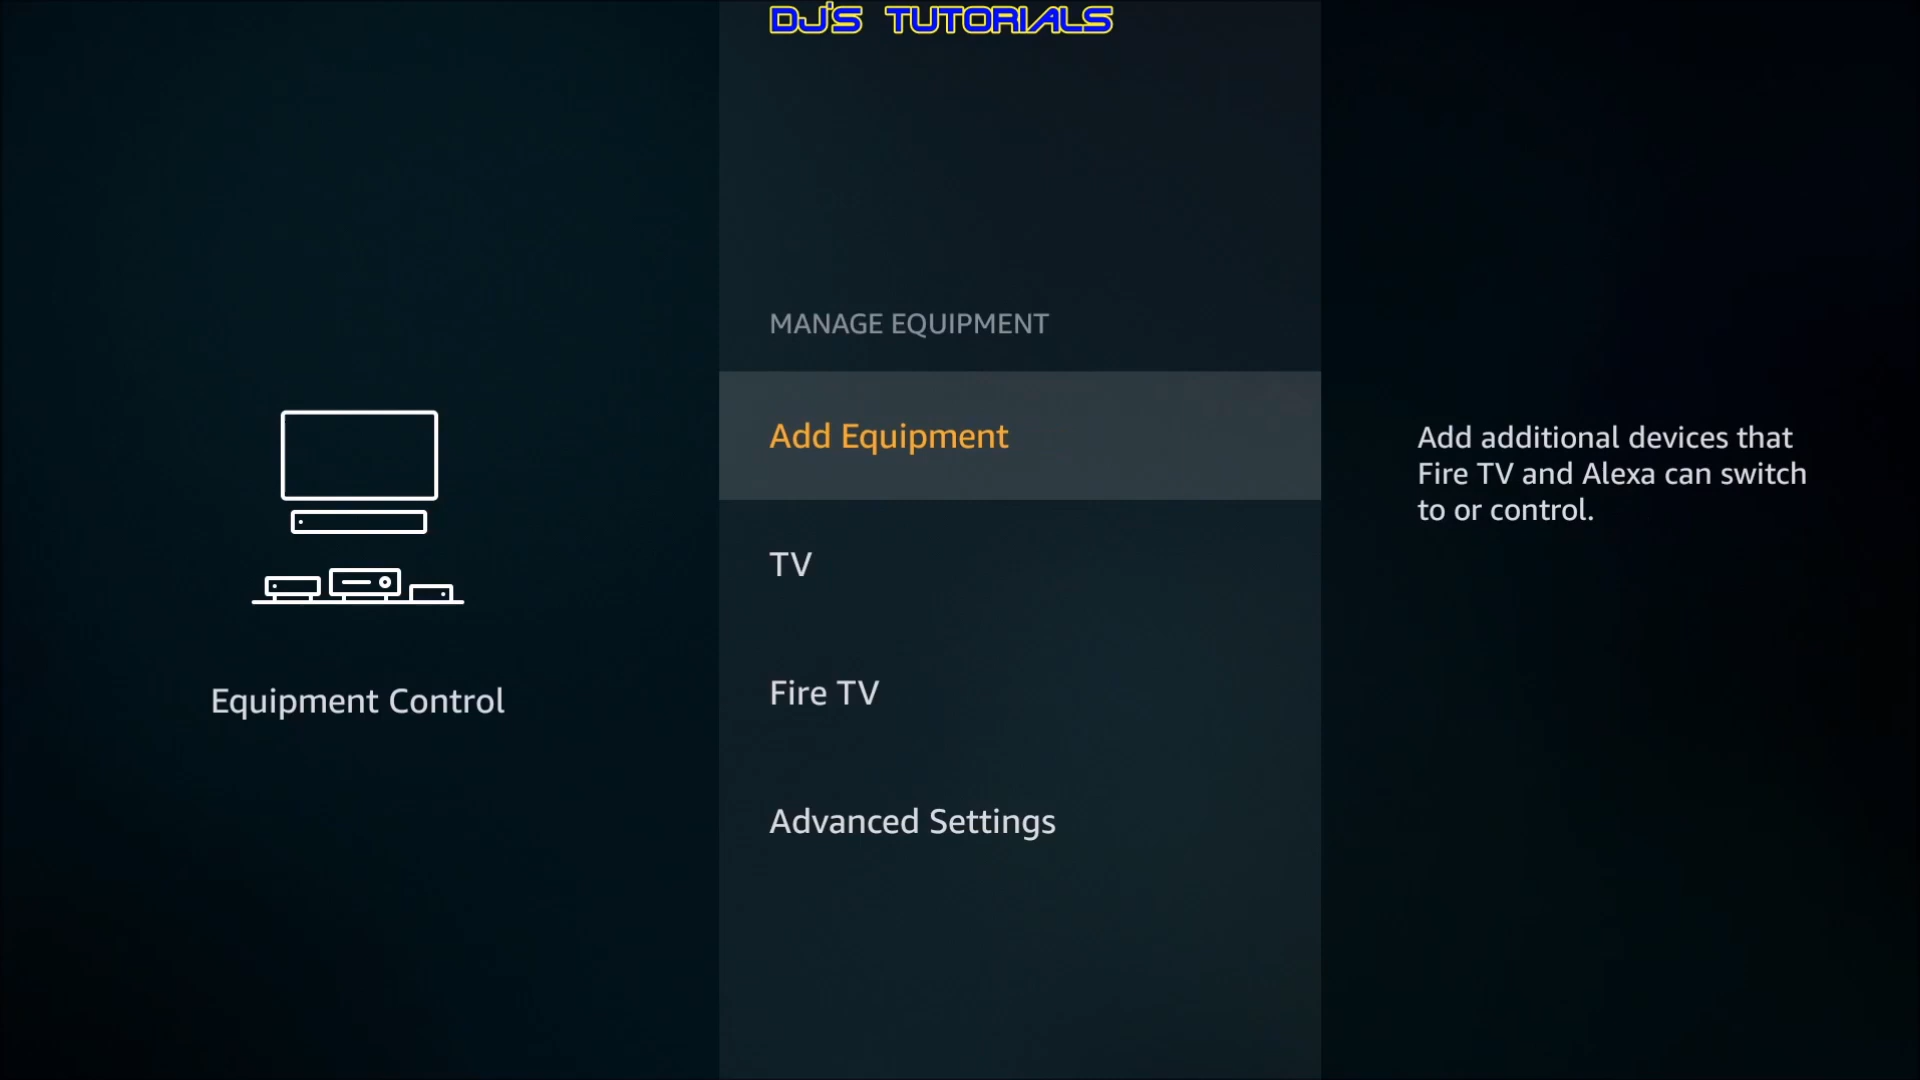 DJ'S TUTORIALS
MANAGE EQUIPMENT
Add Equipment
TV
Fire TV
Advanced Settings
Equipment Control
Add additional devices that
Fire TV and Alexa can switch
to or control.